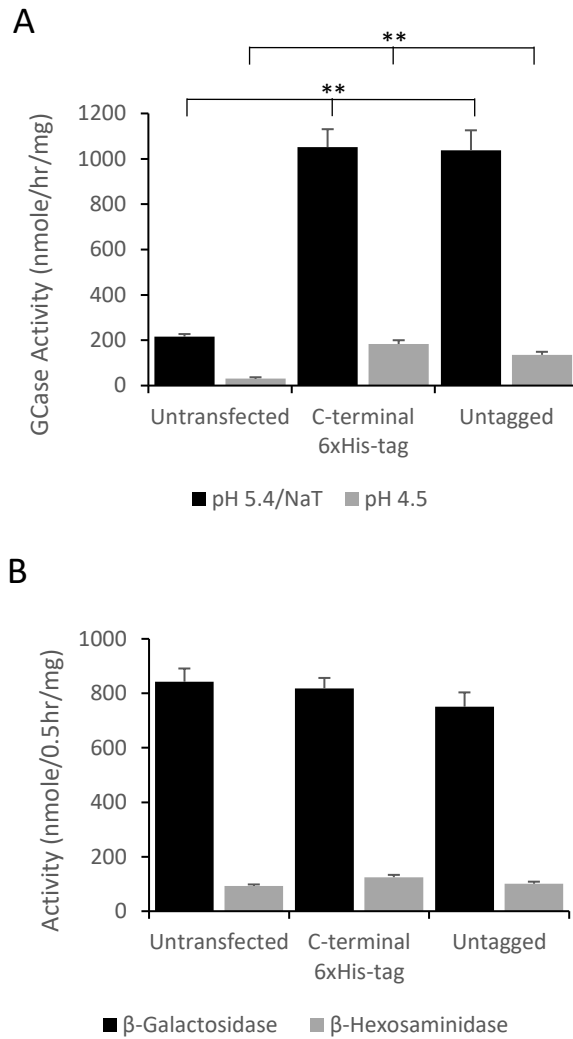 A
**
**
GCase Activity (nmole/hr/mg)
1200
1000
800
600
400
200
0
Untransfected
C-terminal
6xHis-tag
Untagged
pH 5.4/NaT
pH 4.5
B
Activity (nmole/0.5hr/mg)
1000
800
600
400
200
0
Untransfected
C-terminal
6xHis-tag
Untagged
β-Galactosidase
β-Hexosaminidase